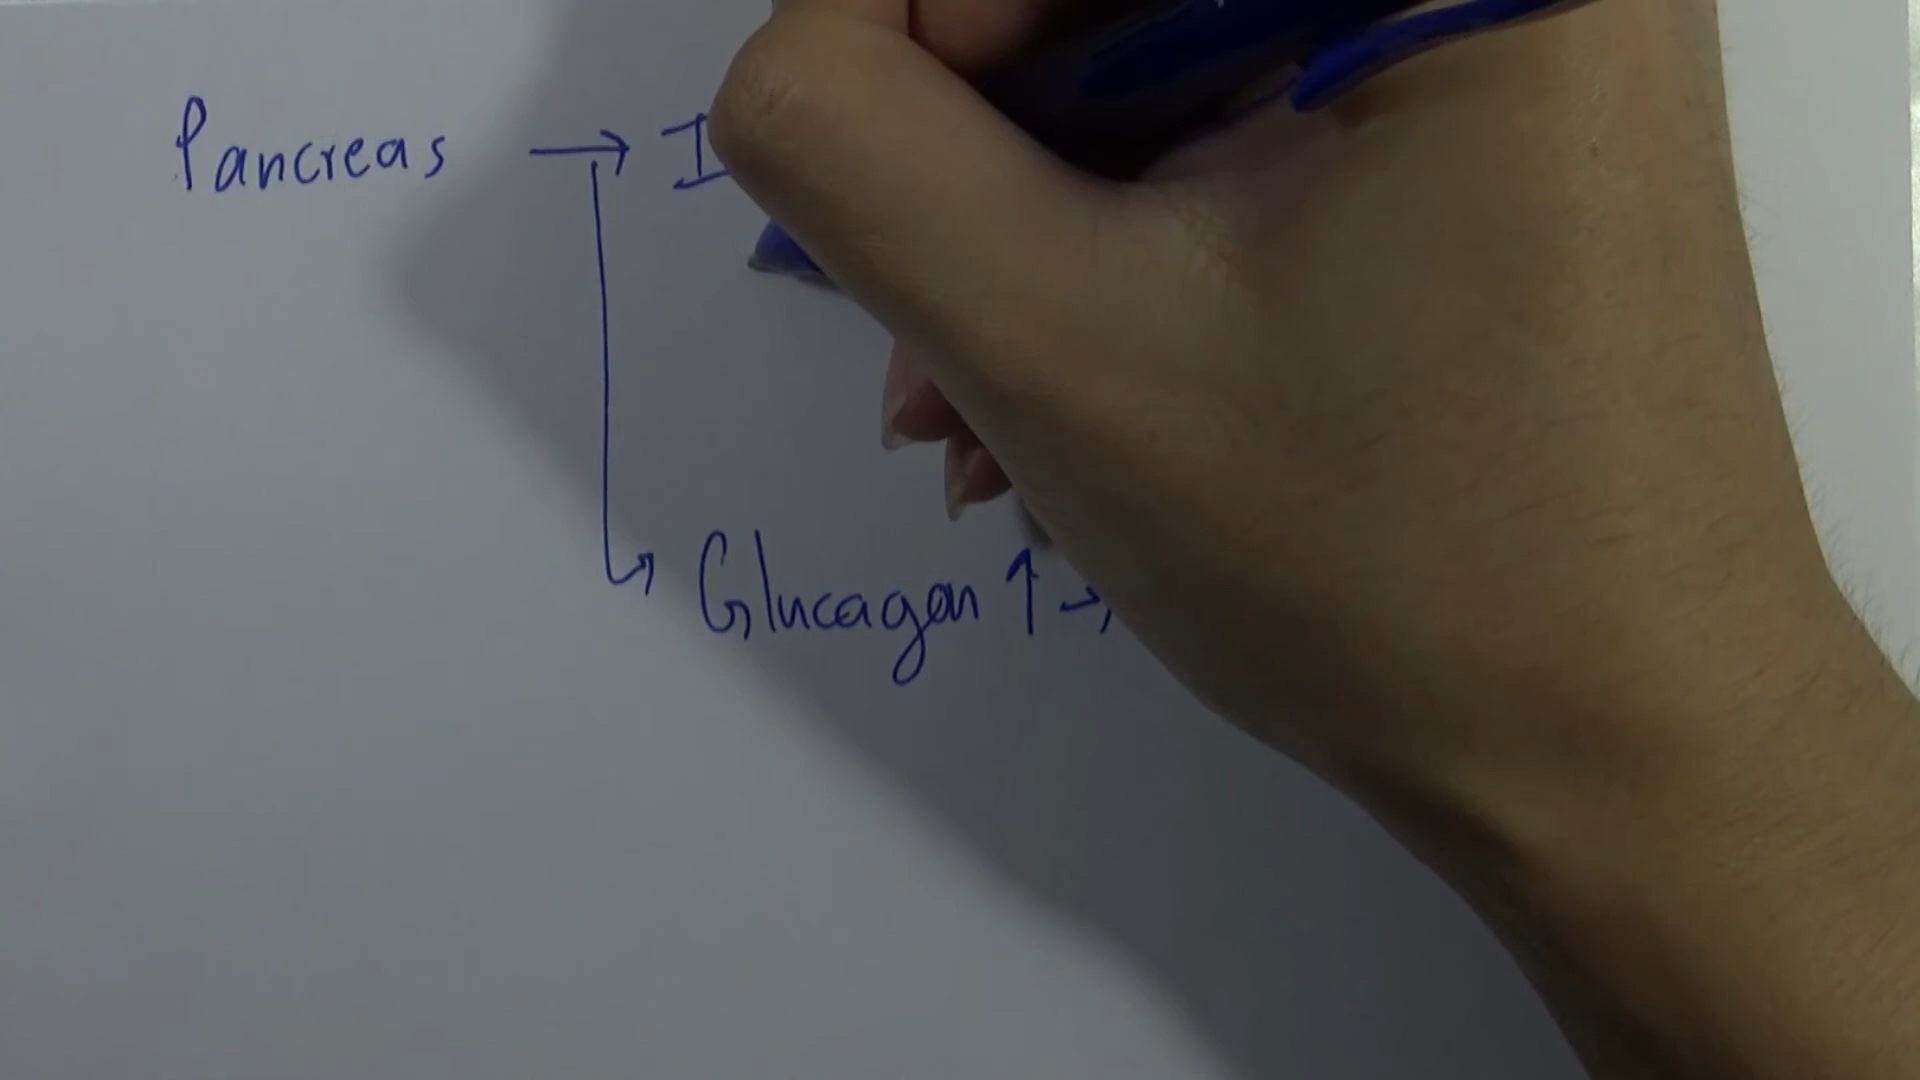 Pancreas → I
Glucagon ↑ →